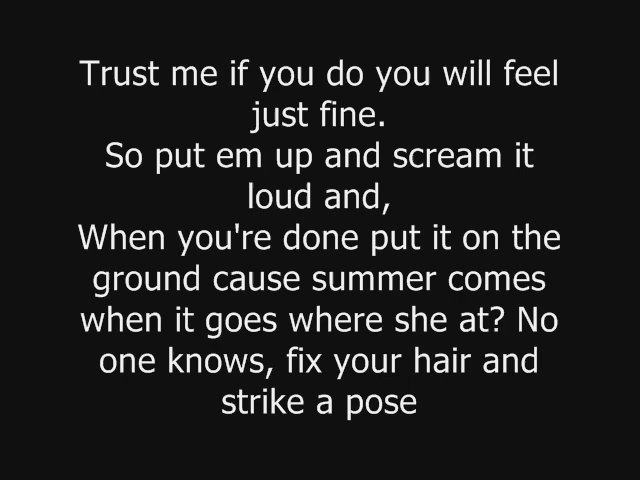 Trust me if you do you will feel
just fine.
So put em up and scream it
loud and,
When you're done put it on the
ground cause summer comes
when it goes where she at? No
one knows, fix your hair and
strike a pose